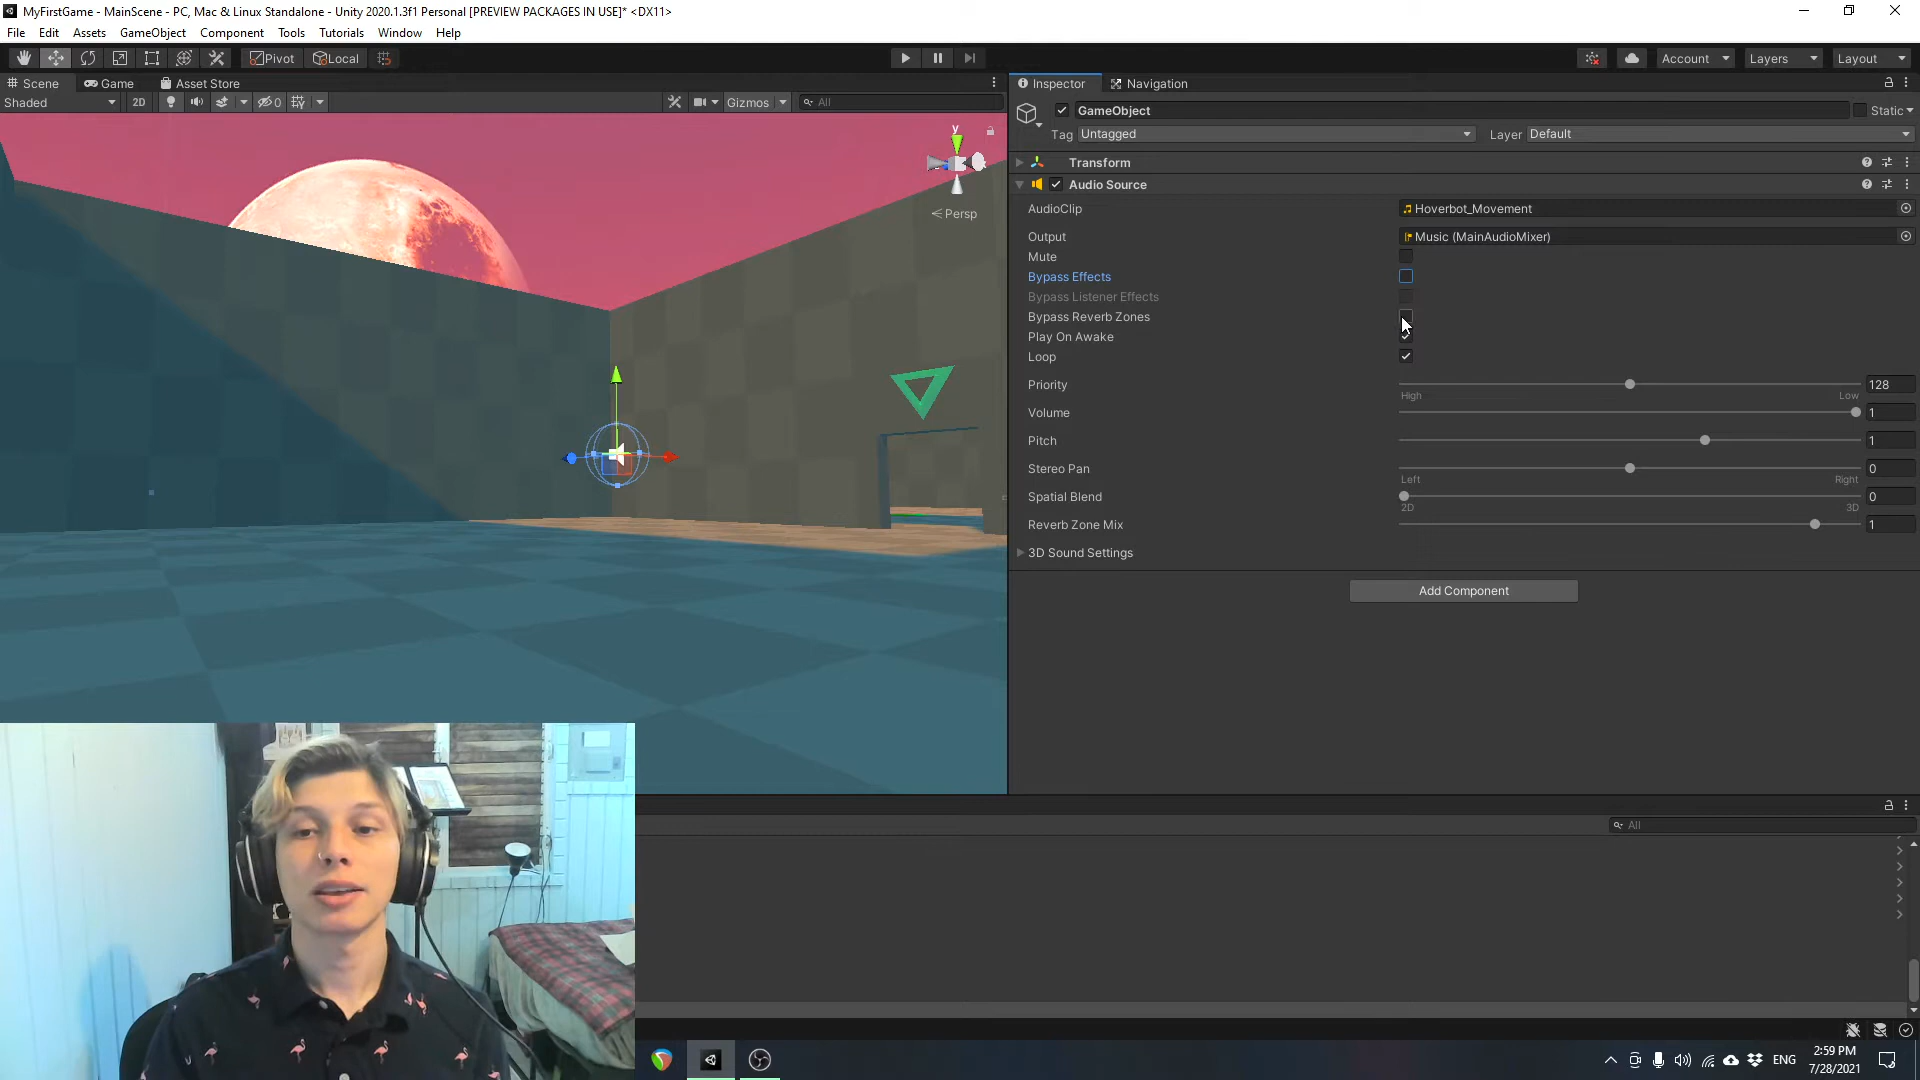 MyFirstGame - MainScene - PC, Mac & Linux Standalone - Unity 2020.1.3f1 Personal [PREVIEW PACKAGES IN USE]* <DX11>
File Edit Assets GameObject Component Tools Tutorials Window Help
Pivot Local Account Layers Layout
Scene Game Asset Store
Inspector Navigation
Shaded 2D 0 Gizmos All
GameObject Static
Tag Untagged Layer Default
Transform
Audio Source
y
Persp
AudioClip Hoverbot_Movement
Output Music (MainAudioMixer)
Mute
Bypass Effects
Bypass Listener Effects
Bypass Reverb Zones
Play On Awake
Loop
Priority 128
High Low
Volume 1
Pitch 1
Stereo Pan 0
Left Right
Spatial Blend 0
2D 3D
Reverb Zone Mix 1
3D Sound Settings
Add Component
All
ENG
2:59 PM
7/28/2021